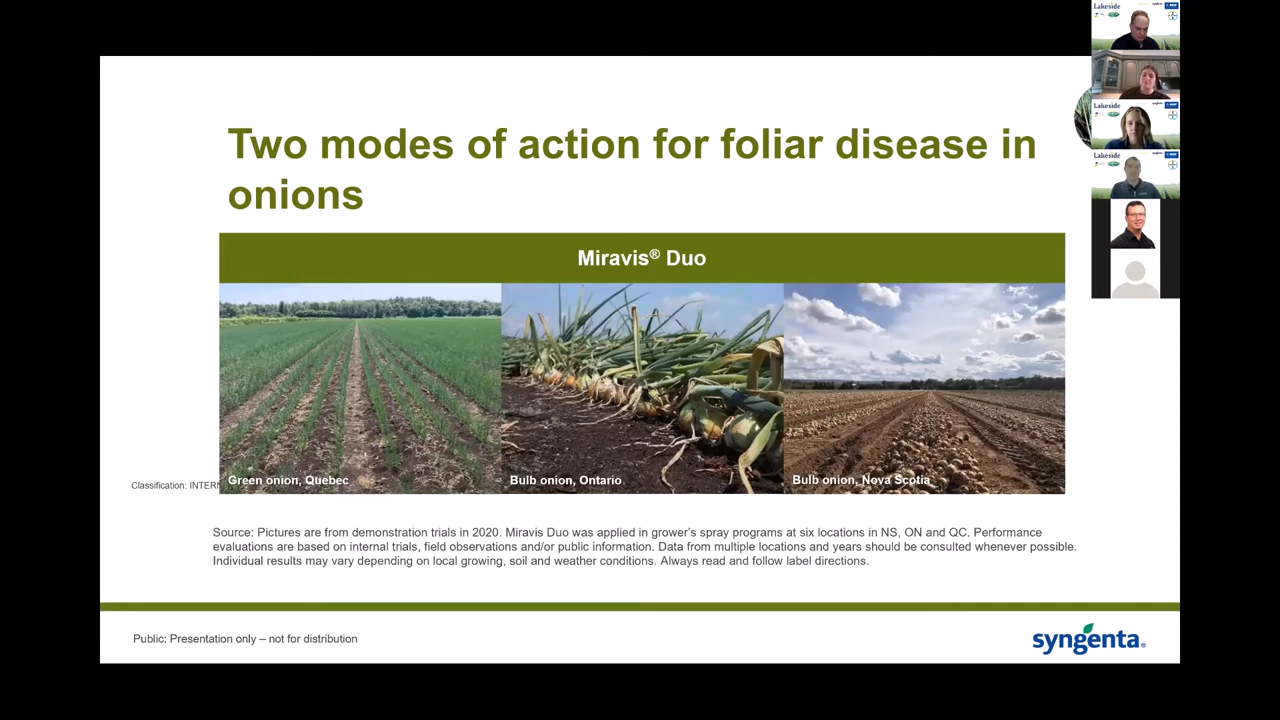 Two modes of action for foliar disease in
onions
Miravis® Duo
Green onion, Quebec
Bulb onion, Ontario
Bulb onion, Nova Scotia
Classification: INTERN
Source: Pictures are from demonstration trials in 2020. Miravis Duo was applied in grower's spray programs at six locations in NS, ON and QC. Performance
evaluations are based on internal trials, field observations and/or public information. Data from multiple locations and years should be consulted whenever possible.
Individual results may vary depending on local growing, soil and weather conditions. Always read and follow label directions.
Public: Presentation only – not for distribution
syngenta®
Lakeside
Lakeside
Lakeside